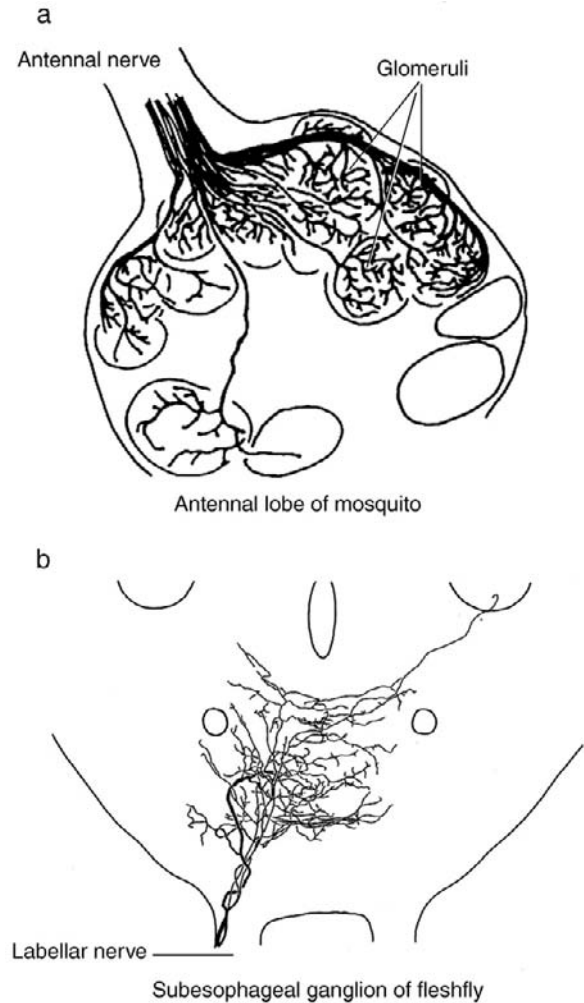 a
Antennal nerve
Glomeruli
Antennal lobe of mosquito
b
Labellar nerve
Subesophageal ganglion of fleshfly